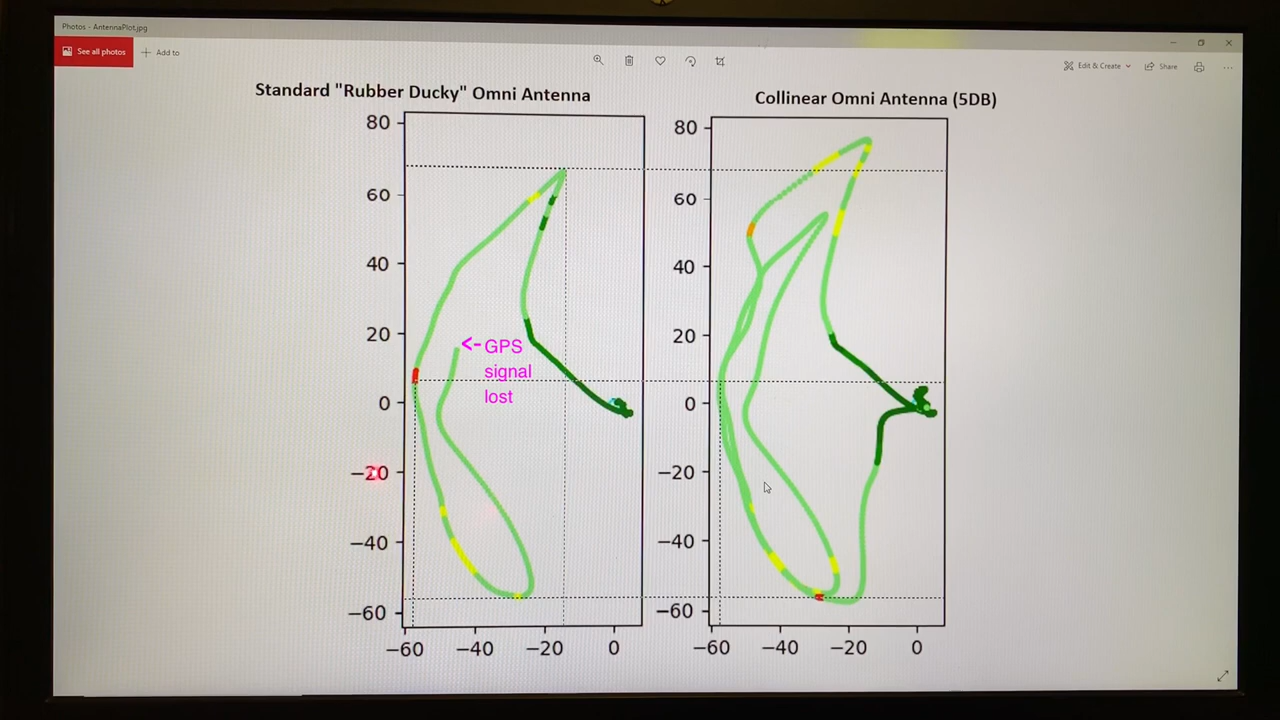 Photos - AntennaPlot.jpg
See all photos
Add to
Edit & Create
Share
Standard "Rubber Ducky" Omni Antenna
80
60
40
20
0
−20
−40
−60
−60
−40
−20
0
<-GPS
signal
lost
Collinear Omni Antenna (5DB)
80
60
40
20
0
−20
−40
−60
−60
−40
−20
0